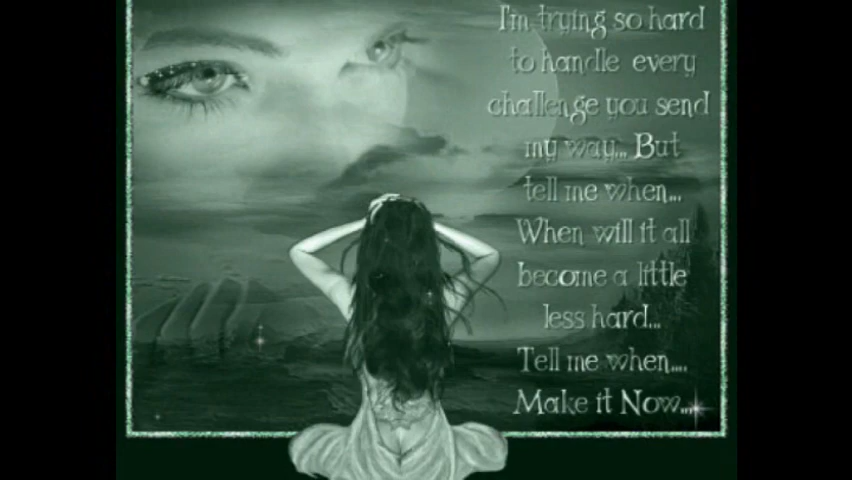 I'm trying so hard
to handle every
challenge you send
my way... But
tell me when...
When will it all
become a little
less hard...
Tell me when....
Make it Now...